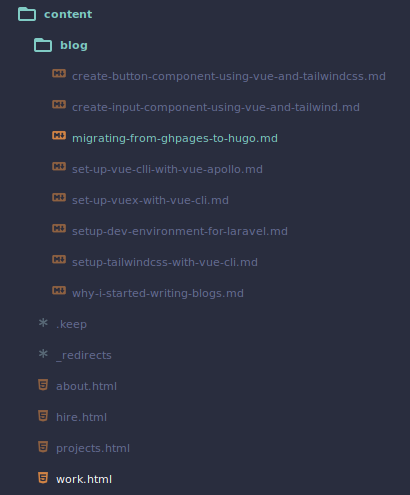 content
blog
create-button-component-using-vue-and-tailwindcss.md
create-input-component-using-vue-and-tailwind.md
migrating-from-ghpages-to-hugo.md
set-up-vue-clli-with-vue-apollo.md
set-up-vuex-with-vue-cli.md
setup-dev-environment-for-laravel.md
setup-tailwindcss-with-vue-cli.md
why-i-started-writing-blogs.md
.keep
_redirects
about.html
hire.html
projects.html
work.html